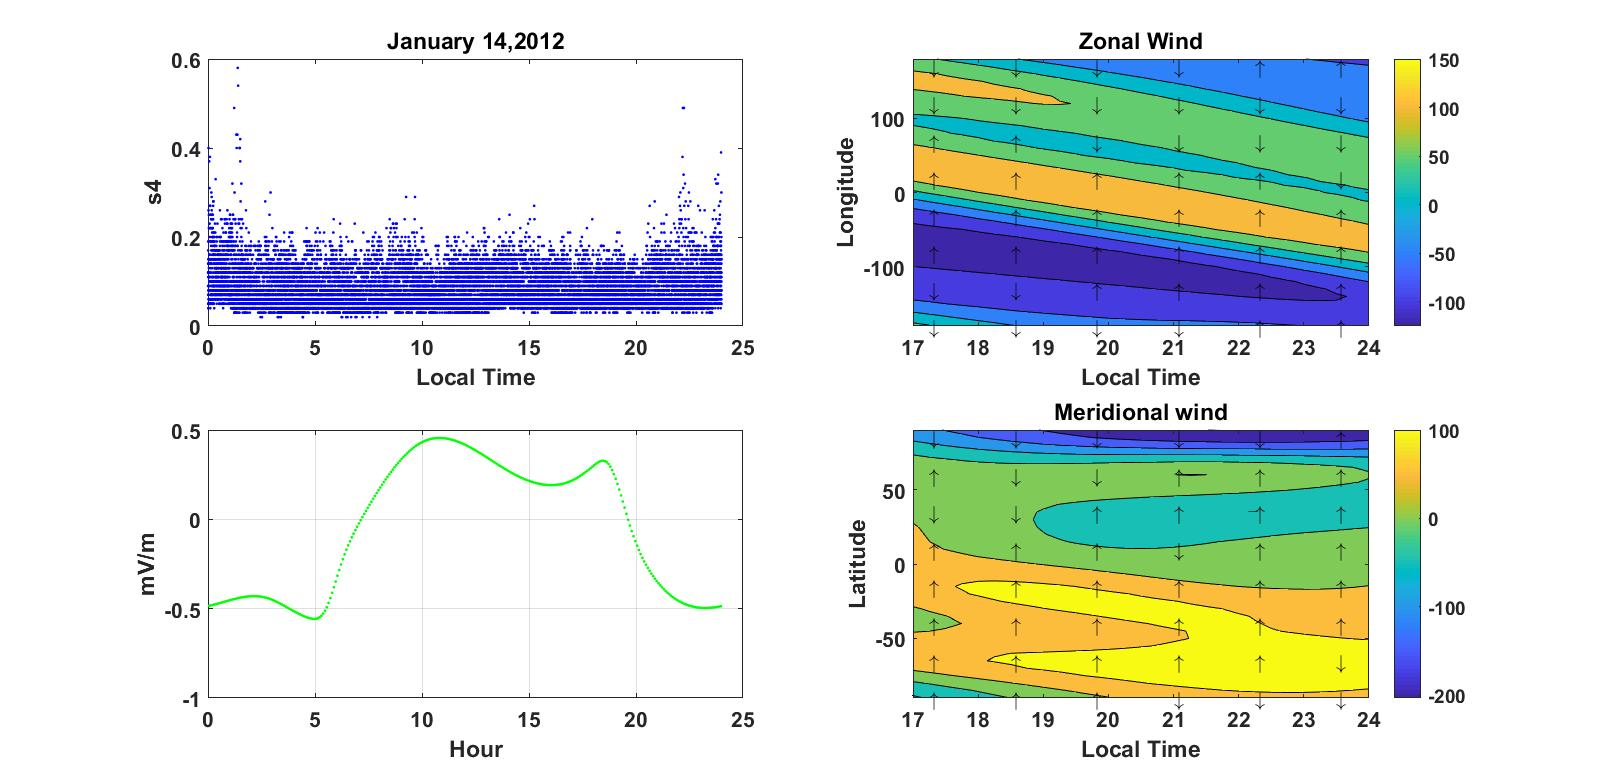 January 14,2012
0.6
0.4
0.2
0
s4
0 5 10 15 20 25
Local Time
Zonal Wind
100
0
-100
Longitude
17 18 19 20 21 22 23 24
Local Time
150
100
50
0
-50
-100
0.5
0
-0.5
-1
mV/m
0 5 10 15 20 25
Hour
Meridional wind
50
0
-50
Latitude
17 18 19 20 21 22 23 24
Local Time
100
0
-100
-200